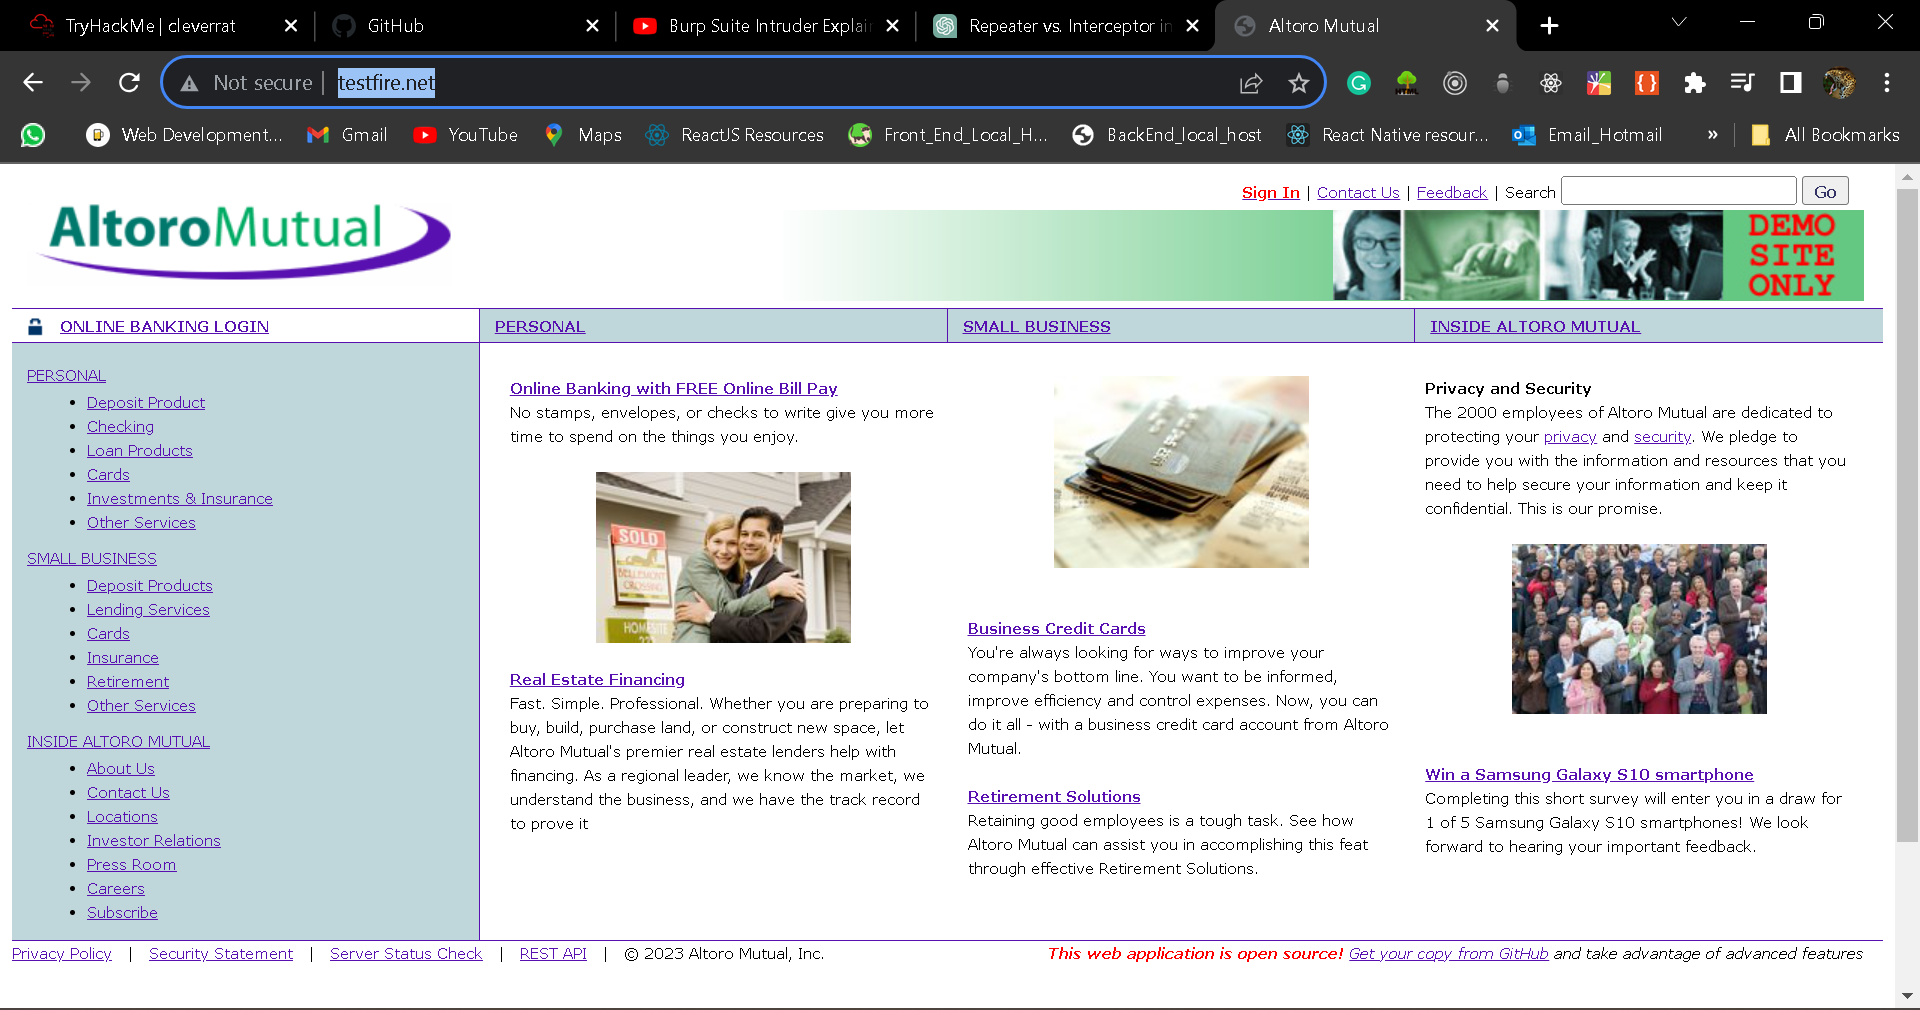 TryHackMe | cleverrat
GitHub
Burp Suite Intruder Explai
Repeater vs. Interceptor in
Altoro Mutual
Not secure | testfire.net
Web Development...
Gmail
YouTube
Maps
ReactJS Resources
Front_End_Local_H...
BackEnd_local_host
React Native resour...
Email_Hotmail
»
All Bookmarks
Sign In | Contact Us | Feedback | Search Go
AltoroMutual
DEMO
SITE
ONLY
ONLINE BANKING LOGIN
PERSONAL
SMALL BUSINESS
INSIDE ALTORO MUTUAL
PERSONAL
Deposit Product
Checking
Loan Products
Cards
Investments & Insurance
Other Services
SMALL BUSINESS
Deposit Products
Lending Services
Cards
Insurance
Retirement
Other Services
INSIDE ALTORO MUTUAL
About Us
Contact Us
Locations
Investor Relations
Press Room
Careers
Subscribe
Online Banking with FREE Online Bill Pay
No stamps, envelopes, or checks to write give you more
time to spend on the things you enjoy.
SOLD
Real Estate Financing
Fast. Simple. Professional. Whether you are preparing to
buy, build, purchase land, or construct new space, let
Altoro Mutual's premier real estate lenders help with
financing. As a regional leader, we know the market, we
understand the business, and we have the track record
to prove it
Business Credit Cards
You're always looking for ways to improve your
company's bottom line. You want to be informed,
improve efficiency and control expenses. Now, you can
do it all - with a business credit card account from Altoro
Mutual.
Retirement Solutions
Retaining good employees is a tough task. See how
Altoro Mutual can assist you in accomplishing this feat
through effective Retirement Solutions.
Privacy and Security
The 2000 employees of Altoro Mutual are dedicated to
protecting your privacy and security. We pledge to
provide you with the information and resources that you
need to help secure your information and keep it
confidential. This is our promise.
Win a Samsung Galaxy S10 smartphone
Completing this short survey will enter you in a draw for
1 of 5 Samsung Galaxy S10 smartphones! We look
forward to hearing your important feedback.
Privacy Policy | Security Statement | Server Status Check | REST API | © 2023 Altoro Mutual, Inc.
This web application is open source! Get your copy from GitHub and take advantage of advanced features